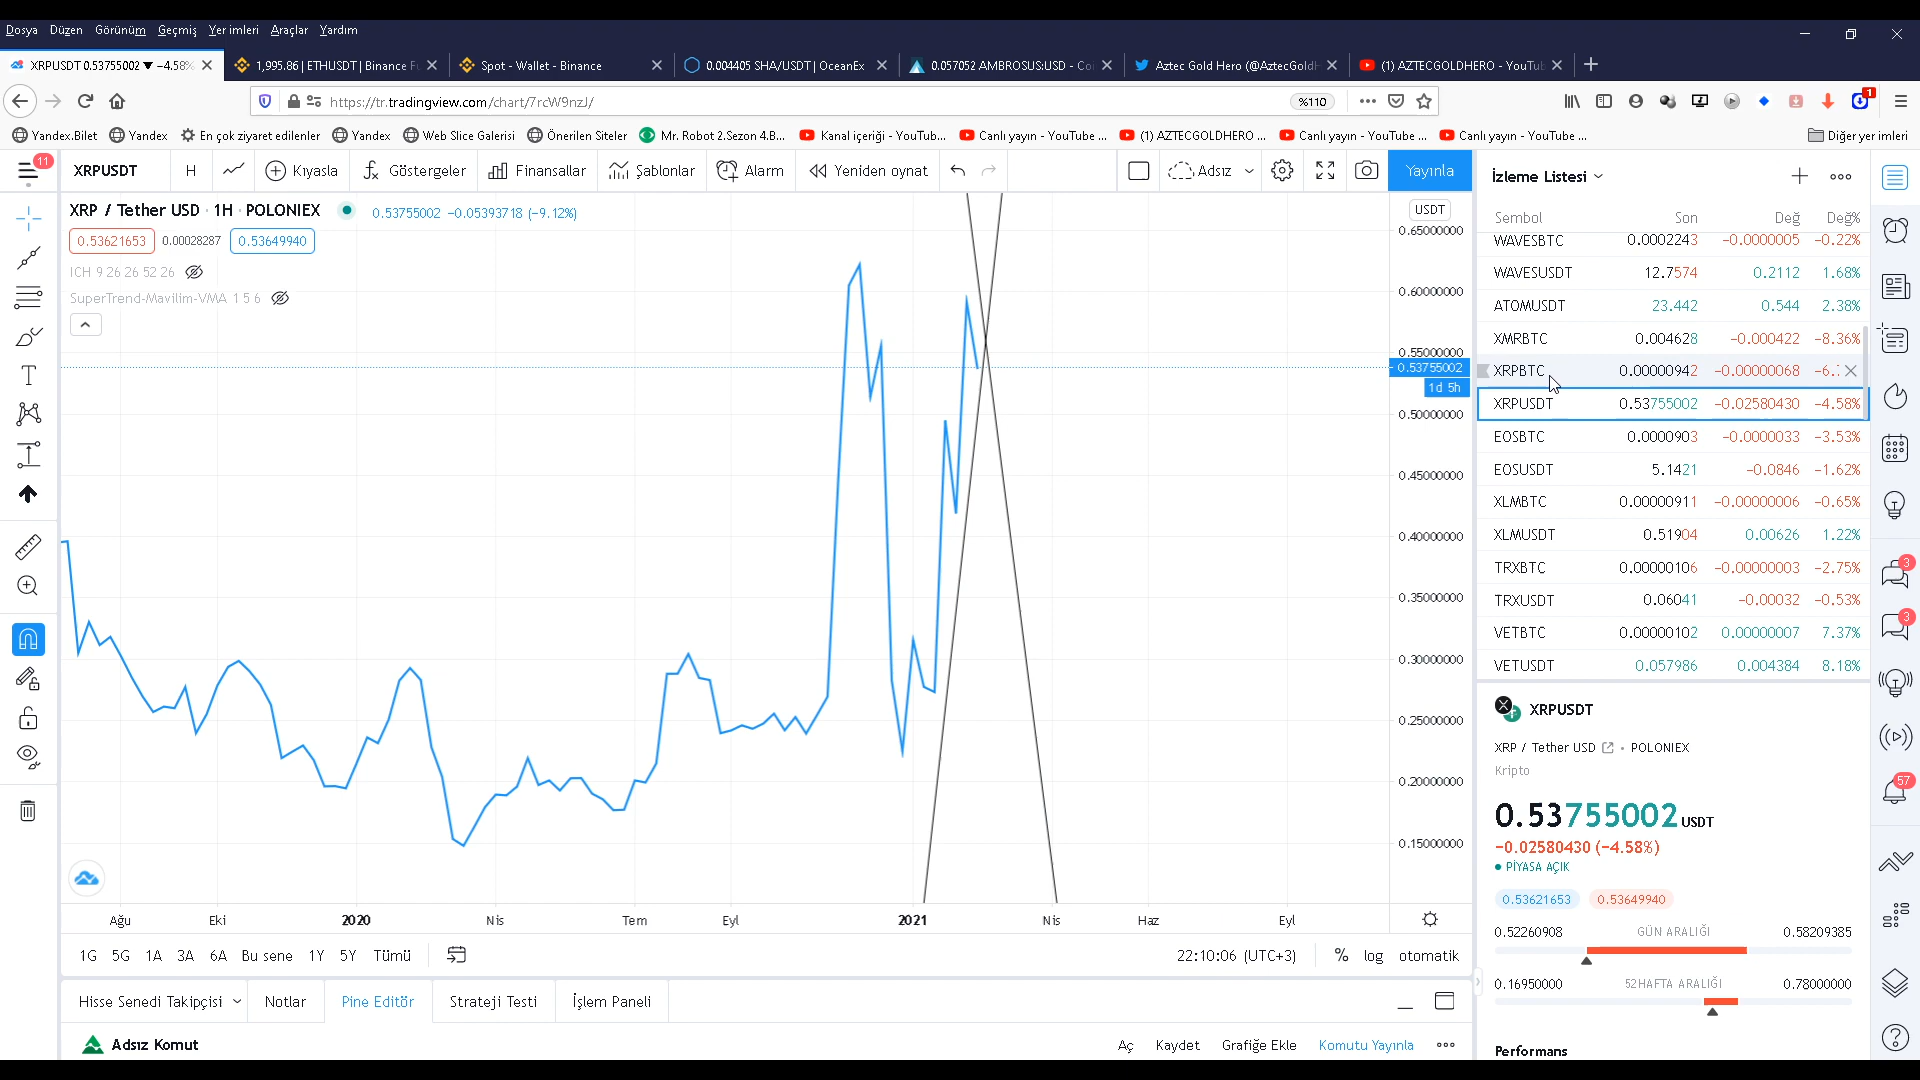 Dosya Düzen Görünüm Geçmiş Yer imleri Araçlar Yardım
XRPUSDT 0.53755002 ▼ −4.58%
1,995.86 | ETHUSDT | Binance Fu
Spot - Wallet - Binance
0.004405 SHA/USDT | OceanEx
0.057052 AMBROSUS:USD - Co
Aztec Gold Hero (@AztecGoldH
(1) AZTECGOLDHERO - YouTub
https://tr.tradingview.com/chart/7rcW9nzJ/
%110
1
Yandex.Bilet
Yandex
En çok ziyaret edilenler
Yandex
Web Slice Galerisi
Önerilen Siteler
Mr. Robot 2.Sezon 4.B...
Kanal içeriği - YouTub...
Canlı yayın - YouTube ...
(1) AZTECGOLDHERO ...
Canlı yayın - YouTube ...
Canlı yayın - YouTube ...
Diğer yer imleri
11
XRPUSDT
H
Kıyasla
Göstergeler
Finansallar
Şablonlar
Alarm
Yeniden oynat
Adsız
Yayınla
XRP / Tether USD · 1H · POLONIEX
0.53755002 −0.05393718 (−9.12%)
0.53621653
0.00028287
0.53649940
ICH 9 26 26 52 26
SuperTrend-Mavilim-VMA 1 5 6
USDT
0.65000000
0.60000000
0.55000000
0.53755002
1d 5h
0.50000000
0.45000000
0.40000000
0.35000000
0.30000000
0.25000000
0.20000000
0.15000000
Ağu Eki 2020 Nis Tem Eyl 2021 Nis Haz Eyl
1G 5G 1A 3A 6A Bu sene 1Y 5Y Tümü
22:10:06 (UTC+3)
% log otomatik
Hisse Senedi Takipçisi
Notlar
Pine Editör
Strateji Testi
İşlem Paneli
Adsız Komut
Aç Kaydet Grafiğe Ekle Komutu Yayınla
İzleme Listesi
Sembol Son Değ Değ%
WAVESBTC 0.0002243 −0.0000005 −0.22%
WAVESUSDT 12.7574 0.2112 1.68%
ATOMUSDT 23.442 0.544 2.38%
XMRBTC 0.004628 −0.000422 −8.36%
XRPBTC 0.00000942 −0.00000068 −6.
XRPUSDT 0.53755002 −0.02580430 −4.58%
EOSBTC 0.0000903 −0.0000033 −3.53%
EOSUSDT 5.1421 −0.0846 −1.62%
XLMBTC 0.00000911 −0.00000006 −0.65%
XLMUSDT 0.51904 0.00626 1.22%
TRXBTC 0.00000106 −0.00000003 −2.75%
TRXUSDT 0.06041 −0.00032 −0.53%
VETBTC 0.00000102 0.00000007 7.37%
VETUSDT 0.057986 0.004384 8.18%
XRPUSDT
XRP / Tether USD • POLONIEX
Kripto
0.53755002 USDT
−0.02580430 (−4.58%)
• PİYASA AÇIK
0.53621653 0.53649940
0.52260908 GÜN ARALIĞI 0.58209385
0.16950000 52HAFTA ARALIĞI 0.78000000
Performans
3
3
57